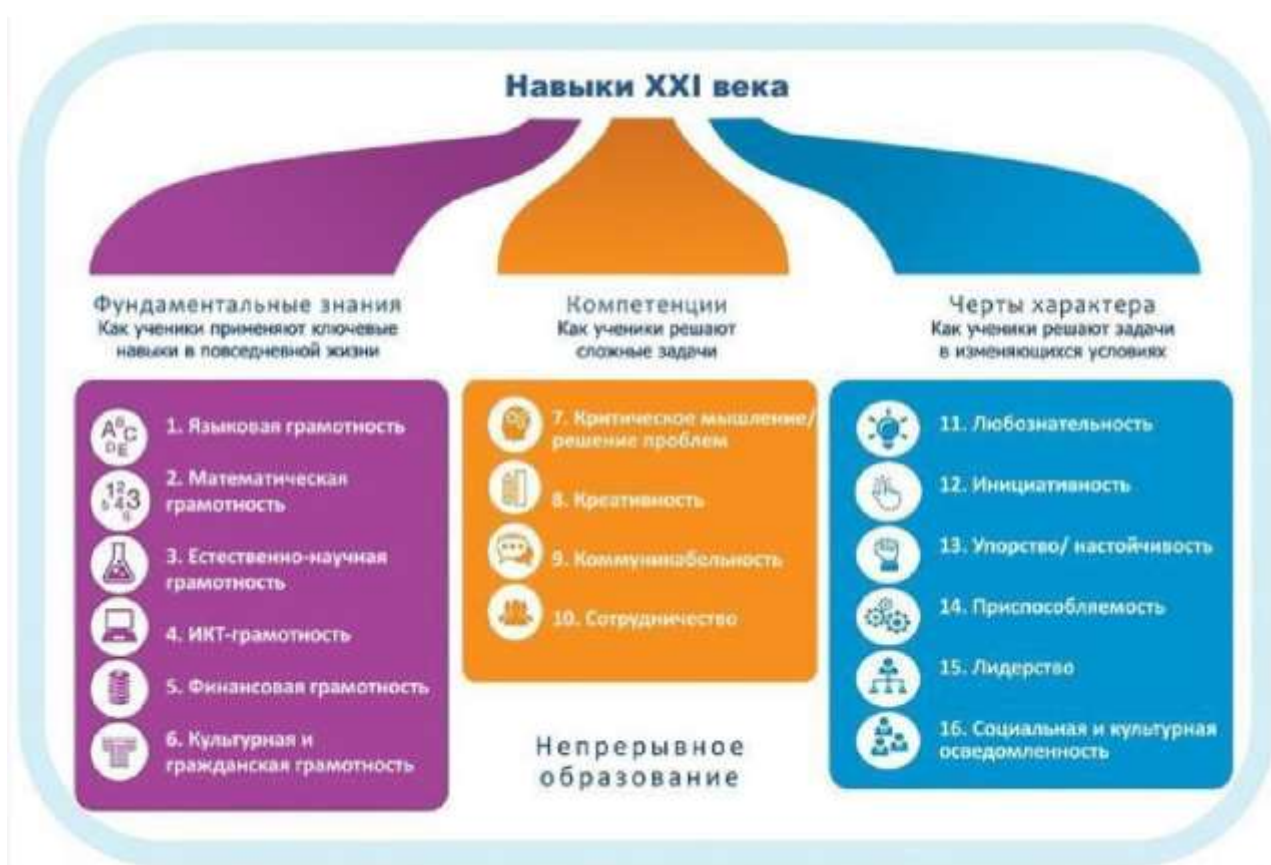 Навыки XXI века
Фундаментальные знания
Как ученики применяют ключевые
навыки в повседневной жизни
1. Языковая грамотность
2. Математическая
грамотность
3. Естественно-научная
грамотность
4. ИКТ-грамотность
5. Финансовая грамотность
6. Культурная и
гражданская грамотность
Компетенции
Как ученики решают
сложные задачи
7. Критическое мышление/
решение проблем
8. Креативность
9. Коммуникабельность
10. Сотрудничество
Непрерывное
образование
Черты характера
Как ученики решают задачи
в изменяющихся условиях
11. Любознательность
12. Инициативность
13. Упорство/ настойчивость
14. Приспособляемость
15. Лидерство
16. Социальная и культурная
осведомленность